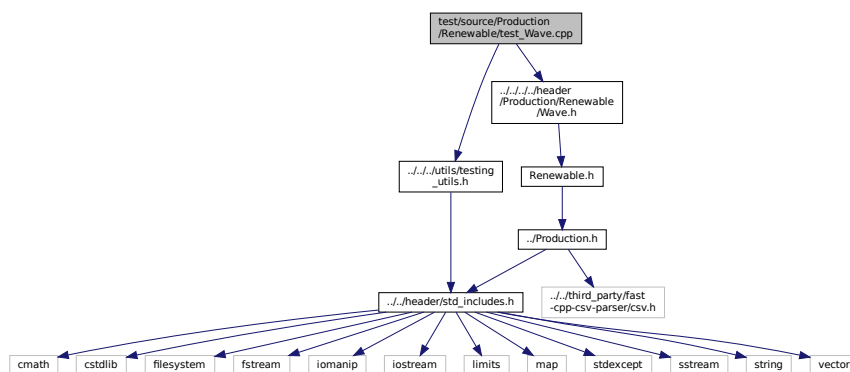 test/source/Production
/Renewable/test_Wave.cpp
../../../../header
/Production/Renewable
/Wave.h
../../../utils/testing
_utils.h
Renewable.h
../Production.h
../../header/std_includes.h
../../third_party/fast
-cpp-csv-parser/csv.h
cmath
cstdlib
filesystem
fstream
iomanip
iostream
limits
map
stdexcept
sstream
string
vector